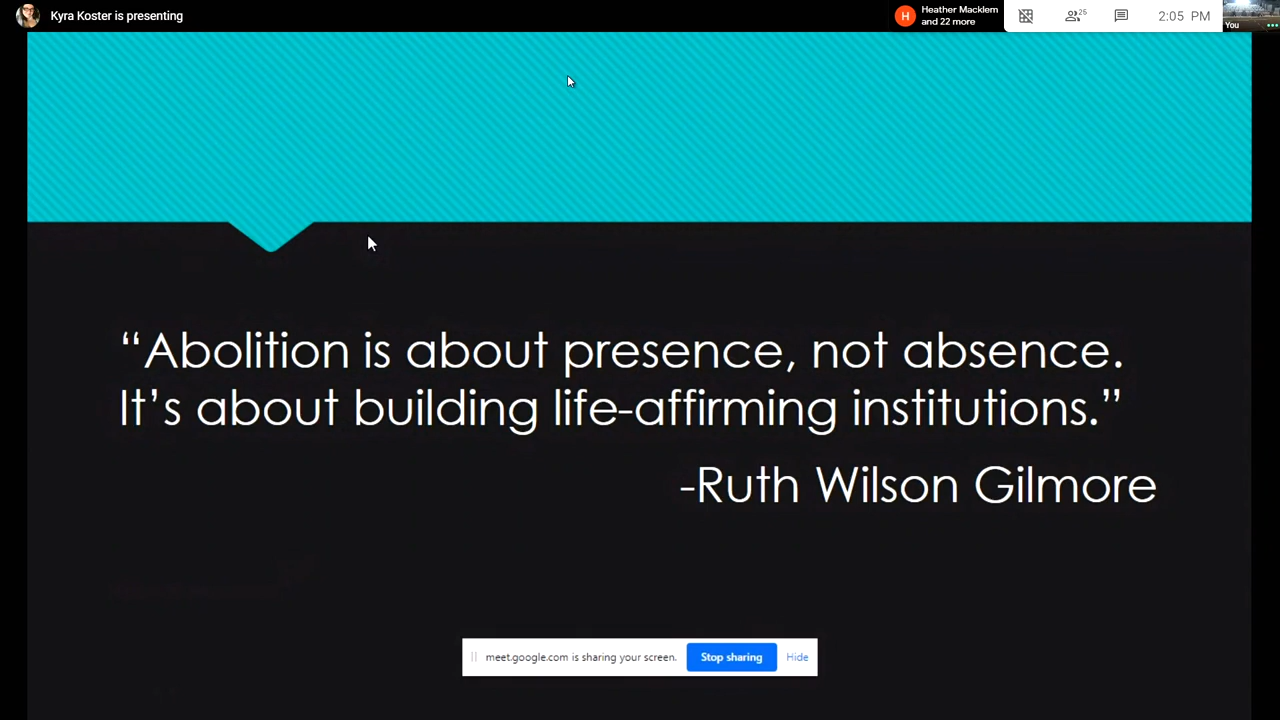 Kyra Koster is presenting
H
Heather Macklem
and 22 more
26
2:05 PM
You
“Abolition is about presence, not absence.
It’s about building life-affirming institutions.”
-Ruth Wilson Gilmore
meet.google.com is sharing your screen.
Stop sharing
Hide